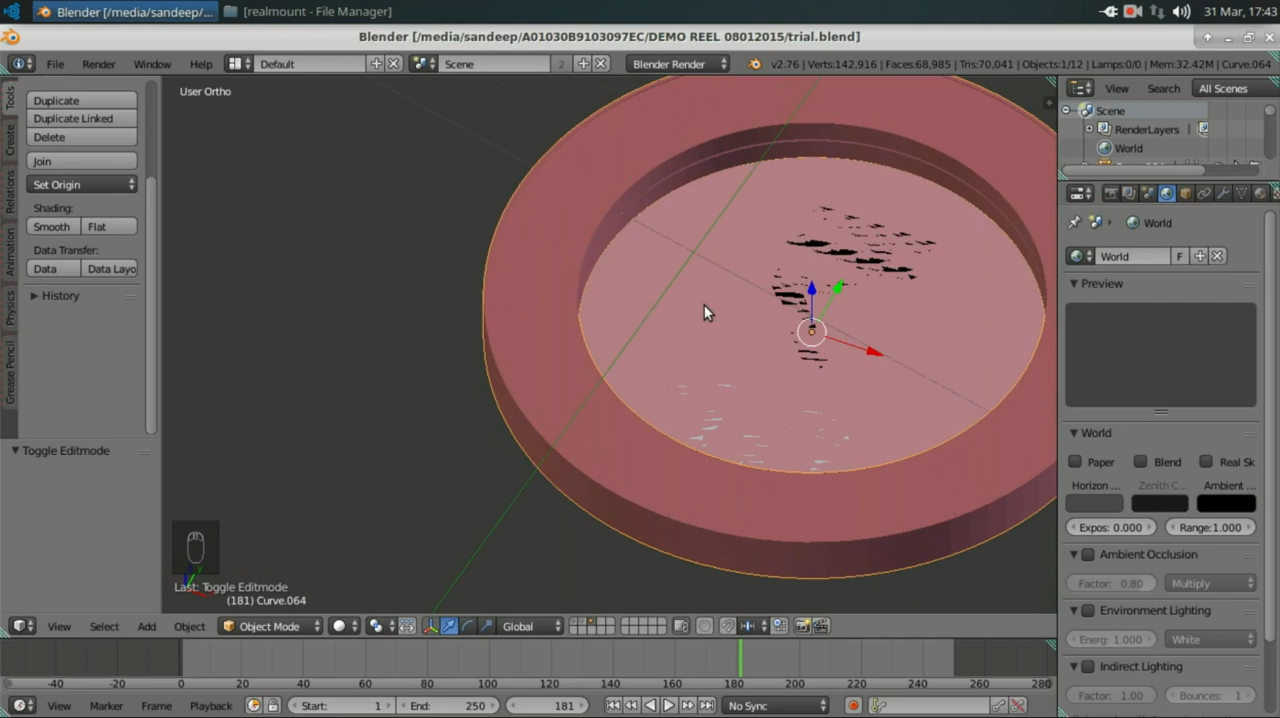 Blender [/media/sandeep/... [realmount - File Manager] 31 Mar, 17:43
Blender [/media/sandeep/A01030B9103097EC/DEMO REEL 08012015/trial.blend]
File Render Window Help Default Scene 2 Blender Render v2.76 | Verts:142,916 | Faces:68,985 | Tris:70,041 | Objects:1/12 | Lamps:0/0 | Mem:32.42M | Curve.064
Tools
Create
Relations
Animation
Physics
Grease Pencil
Duplicate
Duplicate Linked
Delete
Join
Set Origin
Shading:
Smooth Flat
Data Transfer:
Data Data Layo
History
Toggle Editmode
User Ortho
Last: Toggle Editmode
(181) Curve.064
View Search All Scenes
Scene
RenderLayers
World
World
World F
Preview
World
Paper Blend Real Sk
Horizon ... Zenith C... Ambient ...
Expos: 0.000 Range:1.000
Ambient Occlusion
Factor: 0.80 Multiply
Environment Lighting
Energ: 1.000 White
Indirect Lighting
Factor: 1.00 Bounces: 1
View Select Add Object Object Mode Global
-40 -20 0 20 40 60 80 100 120 140 160 180 200 220 240 260 280
View Marker Frame Playback Start: 1 End: 250 181 No Sync